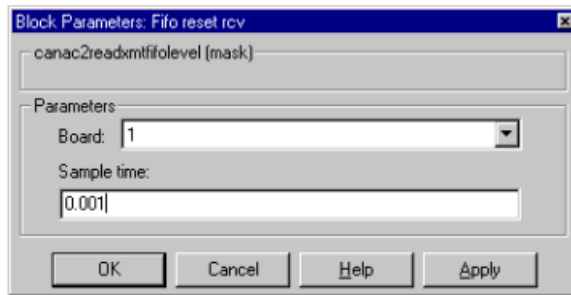 Block Parameters: Fifo reset rcv
canac2readxmtfifolevel (mask)
Parameters
Board: 1
Sample time:
0.001
OK Cancel Help Apply